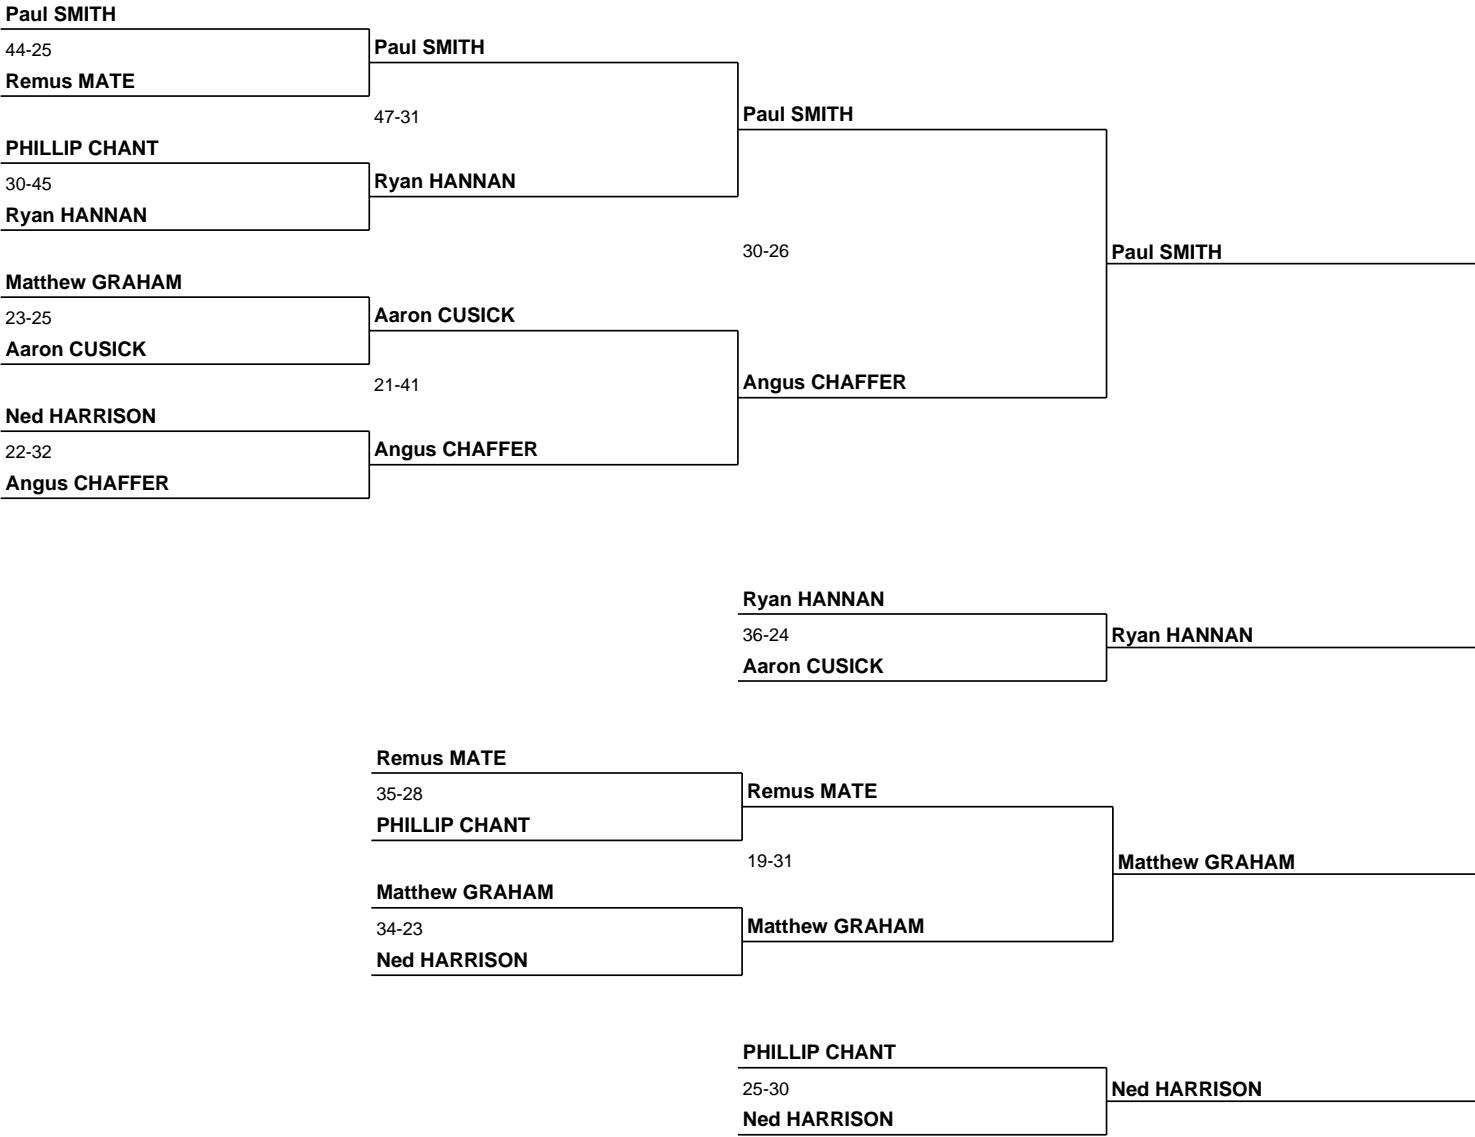 Paul SMITH
44-25
Remus MATE
PHILLIP CHANT
30-45
Ryan HANNAN
Matthew GRAHAM
23-25
Aaron CUSICK
Ned HARRISON
22-32
Angus CHAFFER
Paul SMITH
47-31
Ryan HANNAN
Aaron CUSICK
21-41
Angus CHAFFER
Paul SMITH
30-26
Angus CHAFFER
Paul SMITH
Ryan HANNAN
36-24
Aaron CUSICK
Ryan HANNAN
Remus MATE
35-28
PHILLIP CHANT
Matthew GRAHAM
34-23
Ned HARRISON
Remus MATE
19-31
Matthew GRAHAM
Matthew GRAHAM
PHILLIP CHANT
25-30
Ned HARRISON
Ned HARRISON